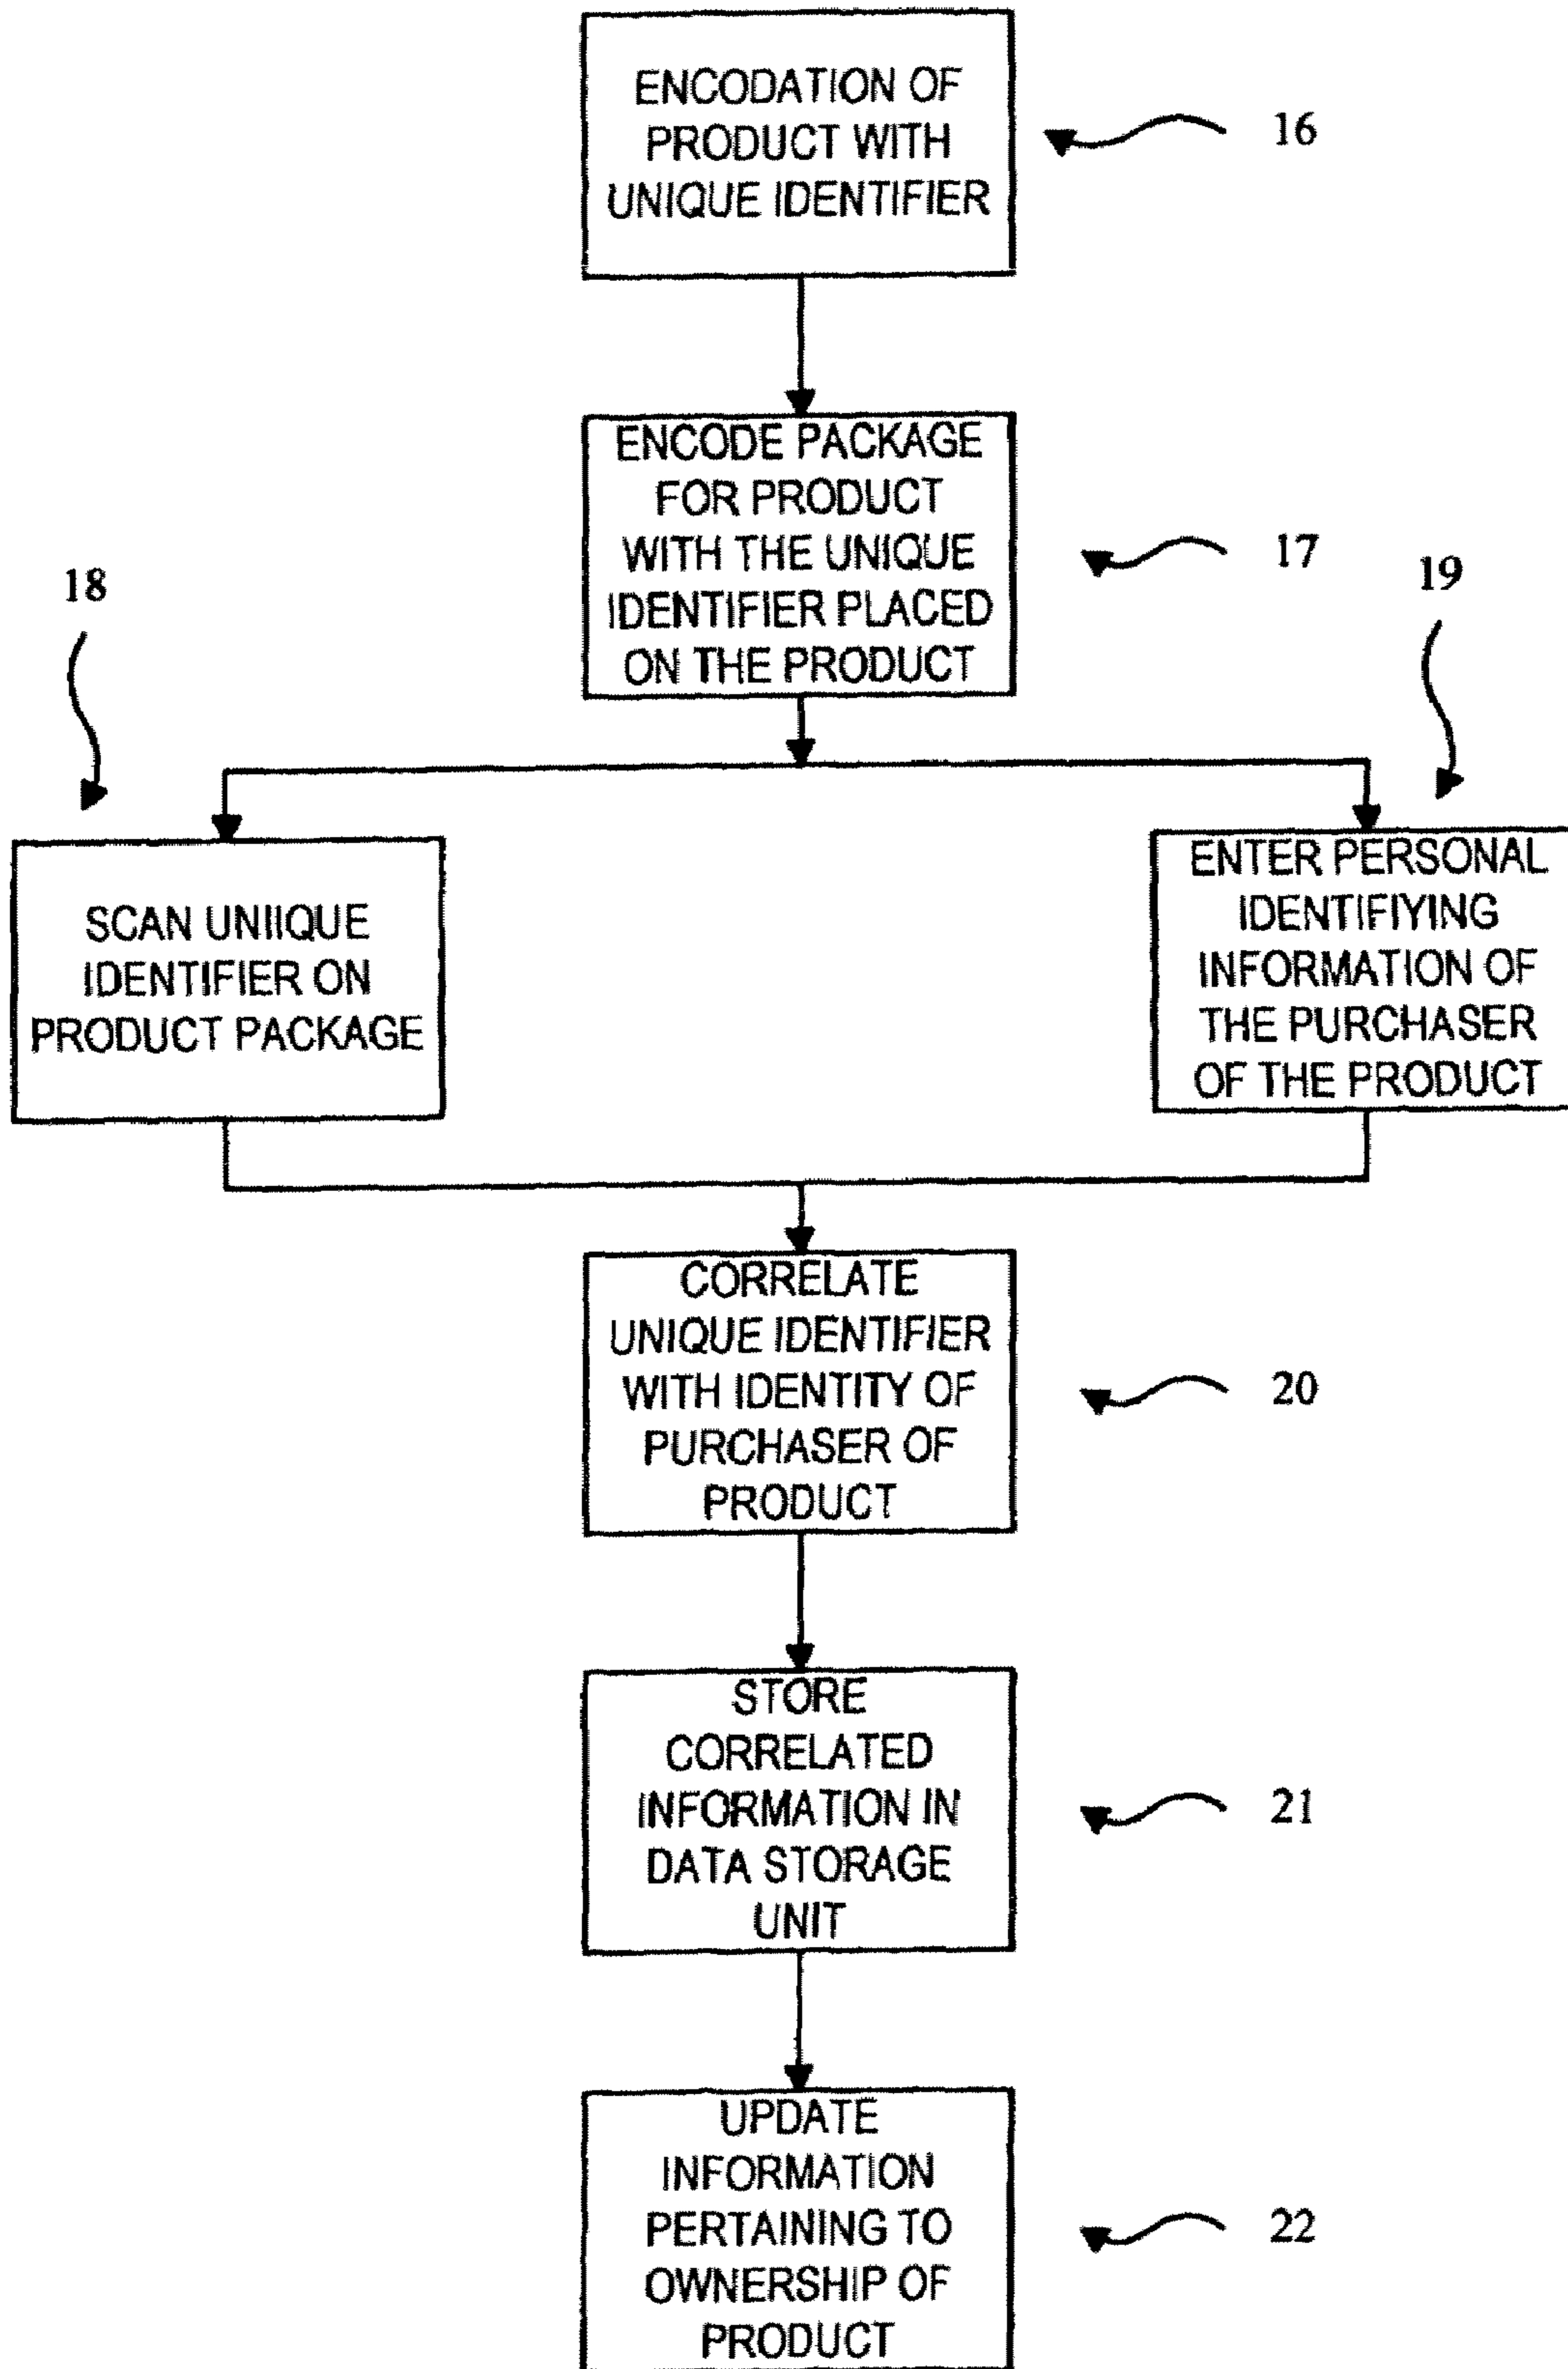 ENCODATION OF
PRODUCT WITH
UNIQUE IDENTIFIER
16
ENCODE PACKAGE
FOR PRODUCT
WITH THE UNIQUE
IDENTIFIER PLACED
ON THE PRODUCT
17
18
19
SCAN UNIIQUE
IDENTIFIER ON
PRODUCT PACKAGE
ENTER PERSONAL
IDENTIFIYING
INFORMATION OF
THE PURCHASER
OF THE PRODUCT
CORRELATE
UNIQUE IDENTIFIER
WITH IDENTITY OF
PURCHASER OF
PRODUCT
20
STORE
CORRELATED
INFORMATION IN
DATA STORAGE
UNIT
21
UPDATE
INFORMATION
PERTAINING TO
OWNERSHIP OF
PRODUCT
22